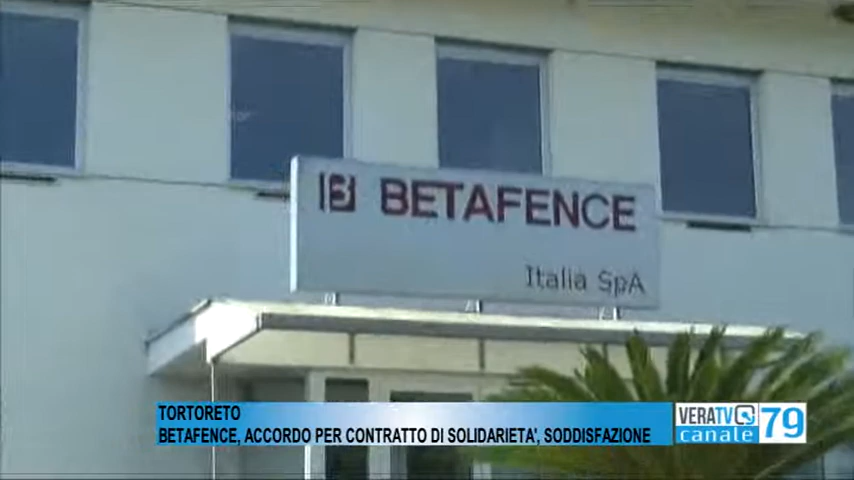 BETAFENCE
Italia SpA
TORTORETO
BETAFENCE, ACCORDO PER CONTRATTO DI SOLIDARIETA', SODDISFAZIONE
VERATV
canale 79